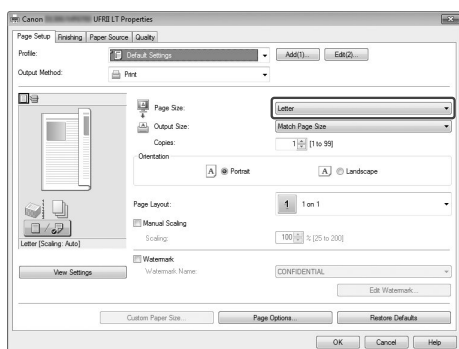 Canon UFRII LT Properties
Page Setup Finishing Paper Source Quality
Profile: Default Settings Add(1)... Edit(2)...
Output Method: Print
Page Size: Letter
Output Size: Match Page Size
Copies: 1 [1 to 99]
Orientation
A Portrait A Landscape
Page Layout: 1 1 on 1
Manual Scaling
Scaling: 100 % [25 to 200]
Letter [Scaling: Auto]
View Settings
Watermark
Watermark Name: CONFIDENTIAL
Edit Watermark...
Custom Paper Size... Page Options... Restore Defaults
OK Cancel Help